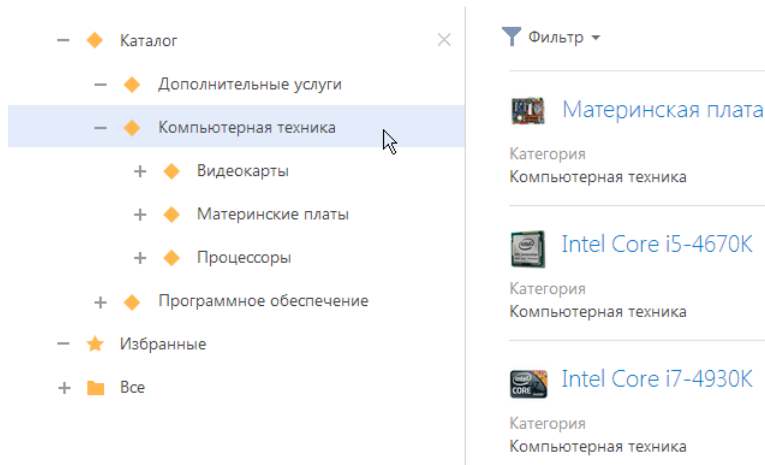 Каталог
Дополнительные услуги
Компьютерная техника
Видеокарты
Материнские платы
Процессоры
Программное обеспечение
Избранные
Все
Фильтр
Материнская плата
Категория
Компьютерная техника
Intel Core i5-4670K
Категория
Компьютерная техника
Intel Core i7-4930K
Категория
Компьютерная техника